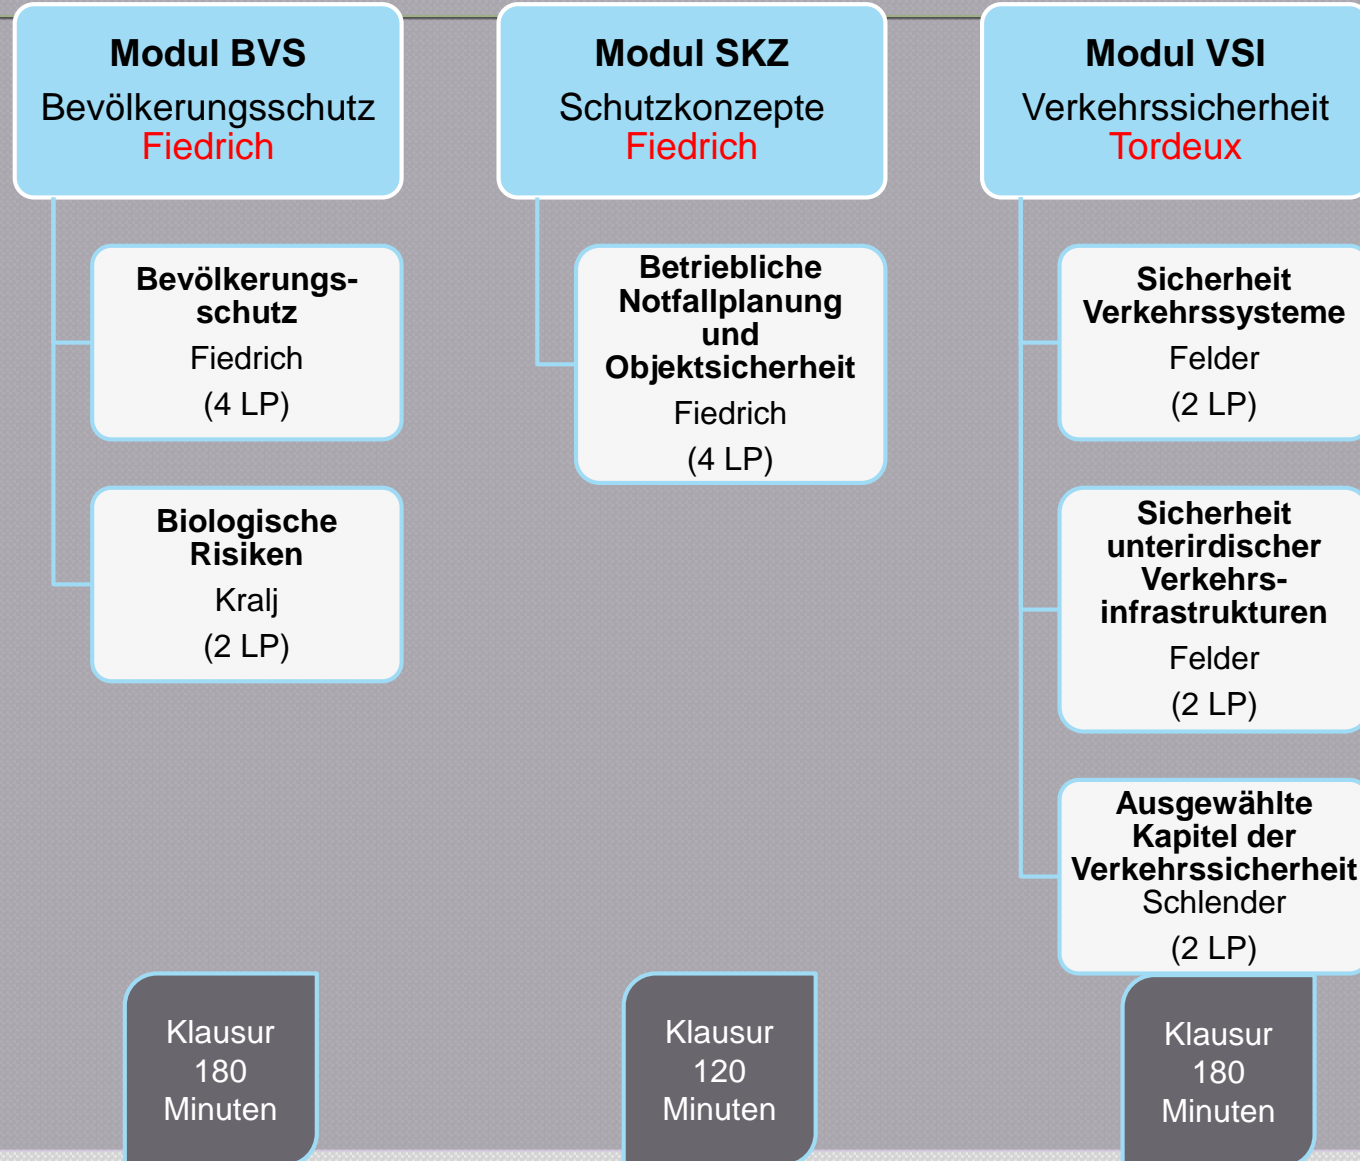 Modul BVS
Bevölkerungsschutz
Fiedrich
Bevölkerungs-
schutz
Fiedrich
(4 LP)
Biologische
Risiken
Kralj
(2 LP)
Klausur
180
Minuten
Modul SKZ
Schutzkonzepte
Fiedrich
Betriebliche
Notfallplanung
und
Objektsicherheit
Fiedrich
(4 LP)
Klausur
120
Minuten
Modul VSI
Verkehrssicherheit
Tordeux
Sicherheit
Verkehrssysteme
Felder
(2 LP)
Sicherheit
unterirdischer
Verkehrs-
infrastrukturen
Felder
(2 LP)
Ausgewählte
Kapitel der
Verkehrssicherheit
Schlender
(2 LP)
Klausur
180
Minuten